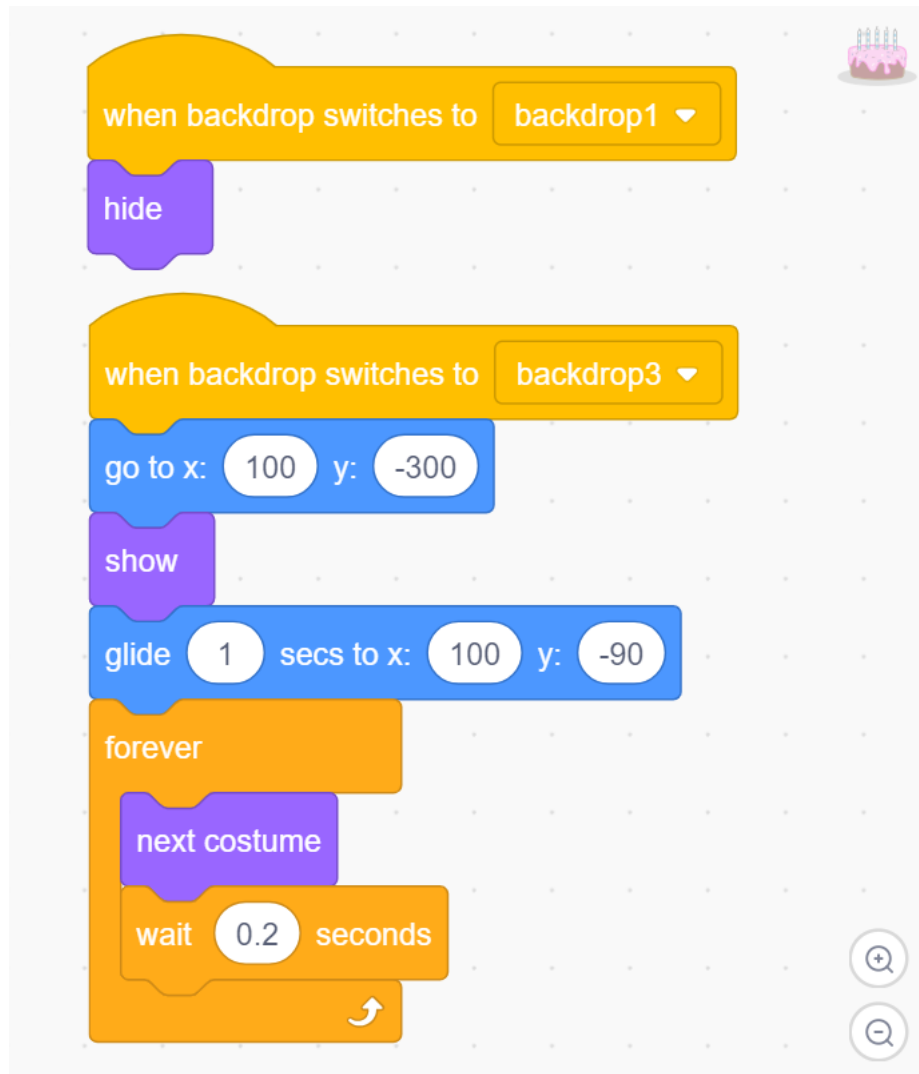 when backdrop switches to backdrop1
hide
when backdrop switches to backdrop3
go to x: 100 y: -300
show
glide 1 secs to x: 100 y: -90
forever
next costume
wait 0.2 seconds